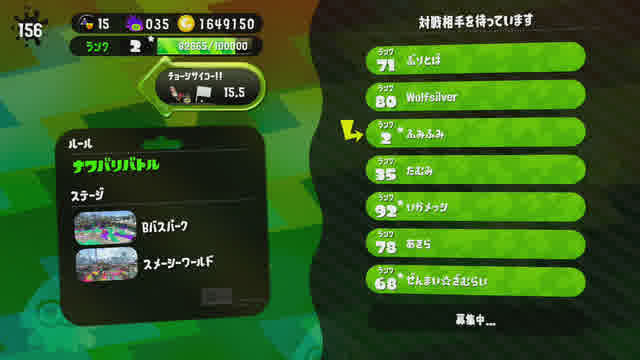 156
15
035
1649150
ランク 2 82865/100000
チョーシサイコー!!
15.5
ルール
ナワバリバトル
ステージ
Bバスパーク
スメーシーワールド
対戦相手を待っています
ランク 71 ぷりとぱ
ランク 80 Wolfsilver
ランク 2 ふみふみ
ランク 35 たむみ
ランク 92 いかメッシ
ランク 78 あきら
ランク 68 ぜんまい☆ざむらい
募集中...